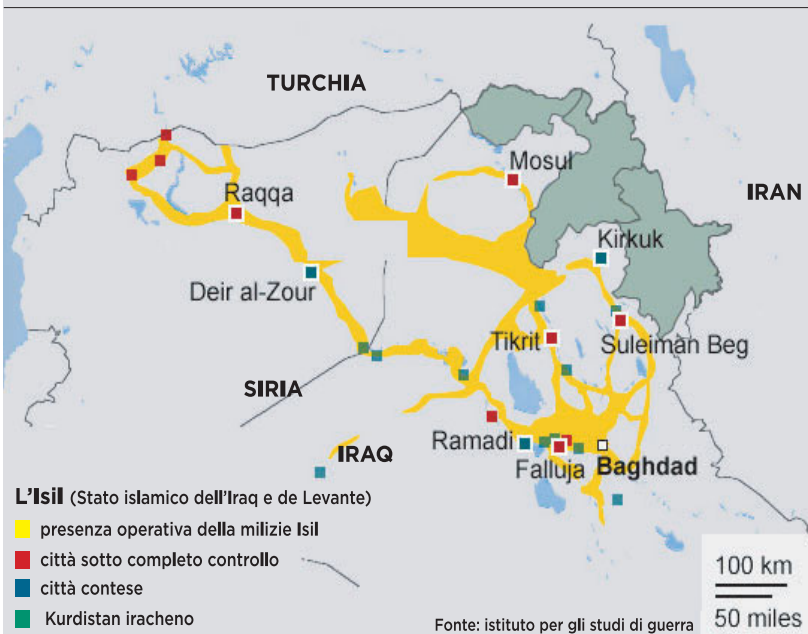 TURCHIA
Mosul
IRAN
Raqqa
Kirkuk
Deir al-Zour
Tikrit
Suleiman Beg
SIRIA
Ramadi
IRAQ
Falluja
Baghdad
L'Isil (Stato islamico dell'Iraq e de Levante)
presenza operativa della milizie Isil
città sotto completo controllo
città contese
Kurdistan iracheno
Fonte: istituto per gli studi di guerra
100 km
50 miles